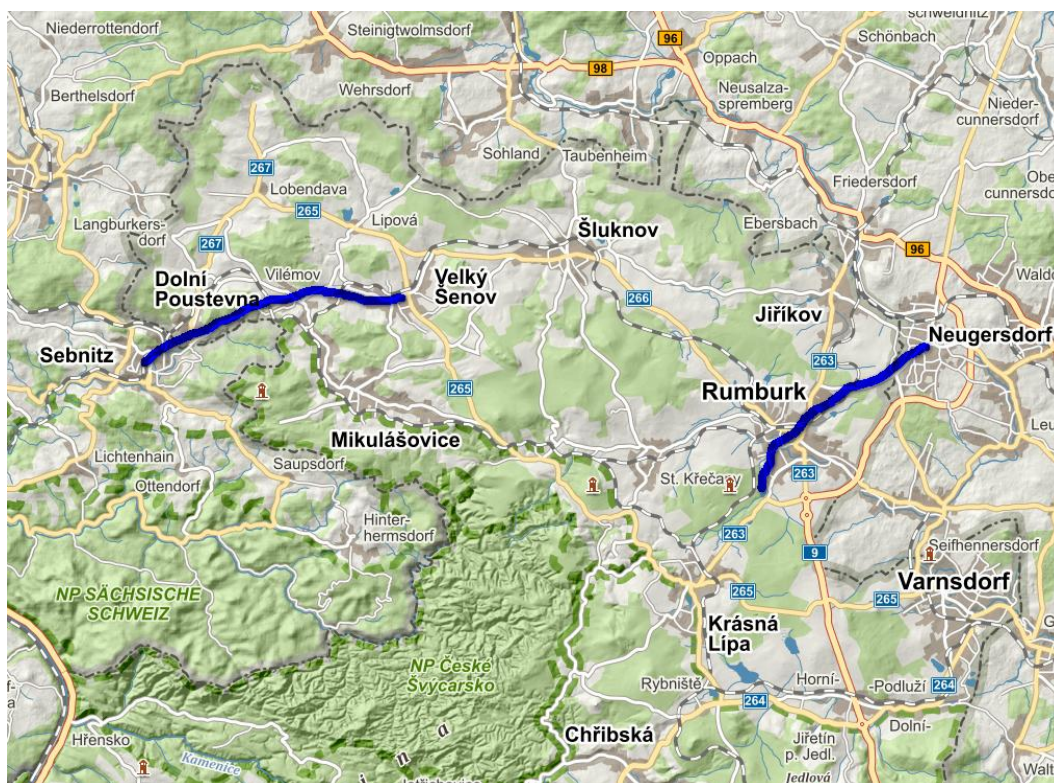 Niederrottendorf
Steinigtwolmsdorf
96
Schönbach
Oppach
98
Berthelsdorf
Wehrsdorf
Neusalza-
spremberg
Nieder-
cunnersdorf
Sohland
Taubenheim
267
Lobendava
Friedersdorf
265
Lipová
Ebersbach
Langburkers-
dorf
Šluknov
267
96
Dolní
Poustevna
Vilémov
Velký
Šenov
266
Jiříkov
Sebnitz
263
Neugersdorf
265
Rumburk
Mikulášovice
Lichtenhain
Saupsdorf
St. Křečany
263
Ottendorf
Hinter-
hermsdorf
263
9
Seifhennersdorf
Varnsdorf
NP SÄCHSISCHE
SCHWEIZ
265
265
Krásná
Lípa
NP České
Švýcarsko
Rybniště
264
Horní-
-Podluží
264
Chřibská
Dolní-
Hřensko
Jiřetín
p. Jedl.
Kamenice
Jedlová